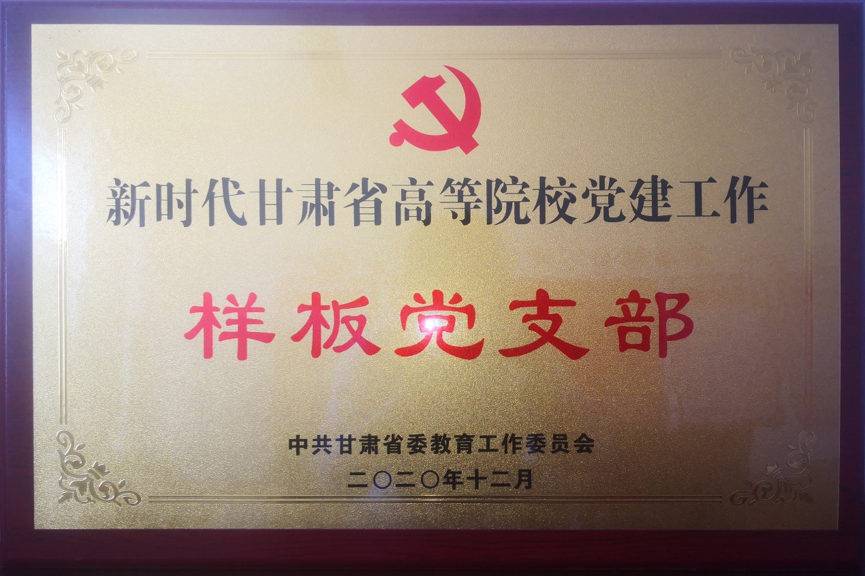 新时代甘肃省高等院校党建工作
样板党支部
中共甘肃省委教育工作委员会
二〇二〇年十二月